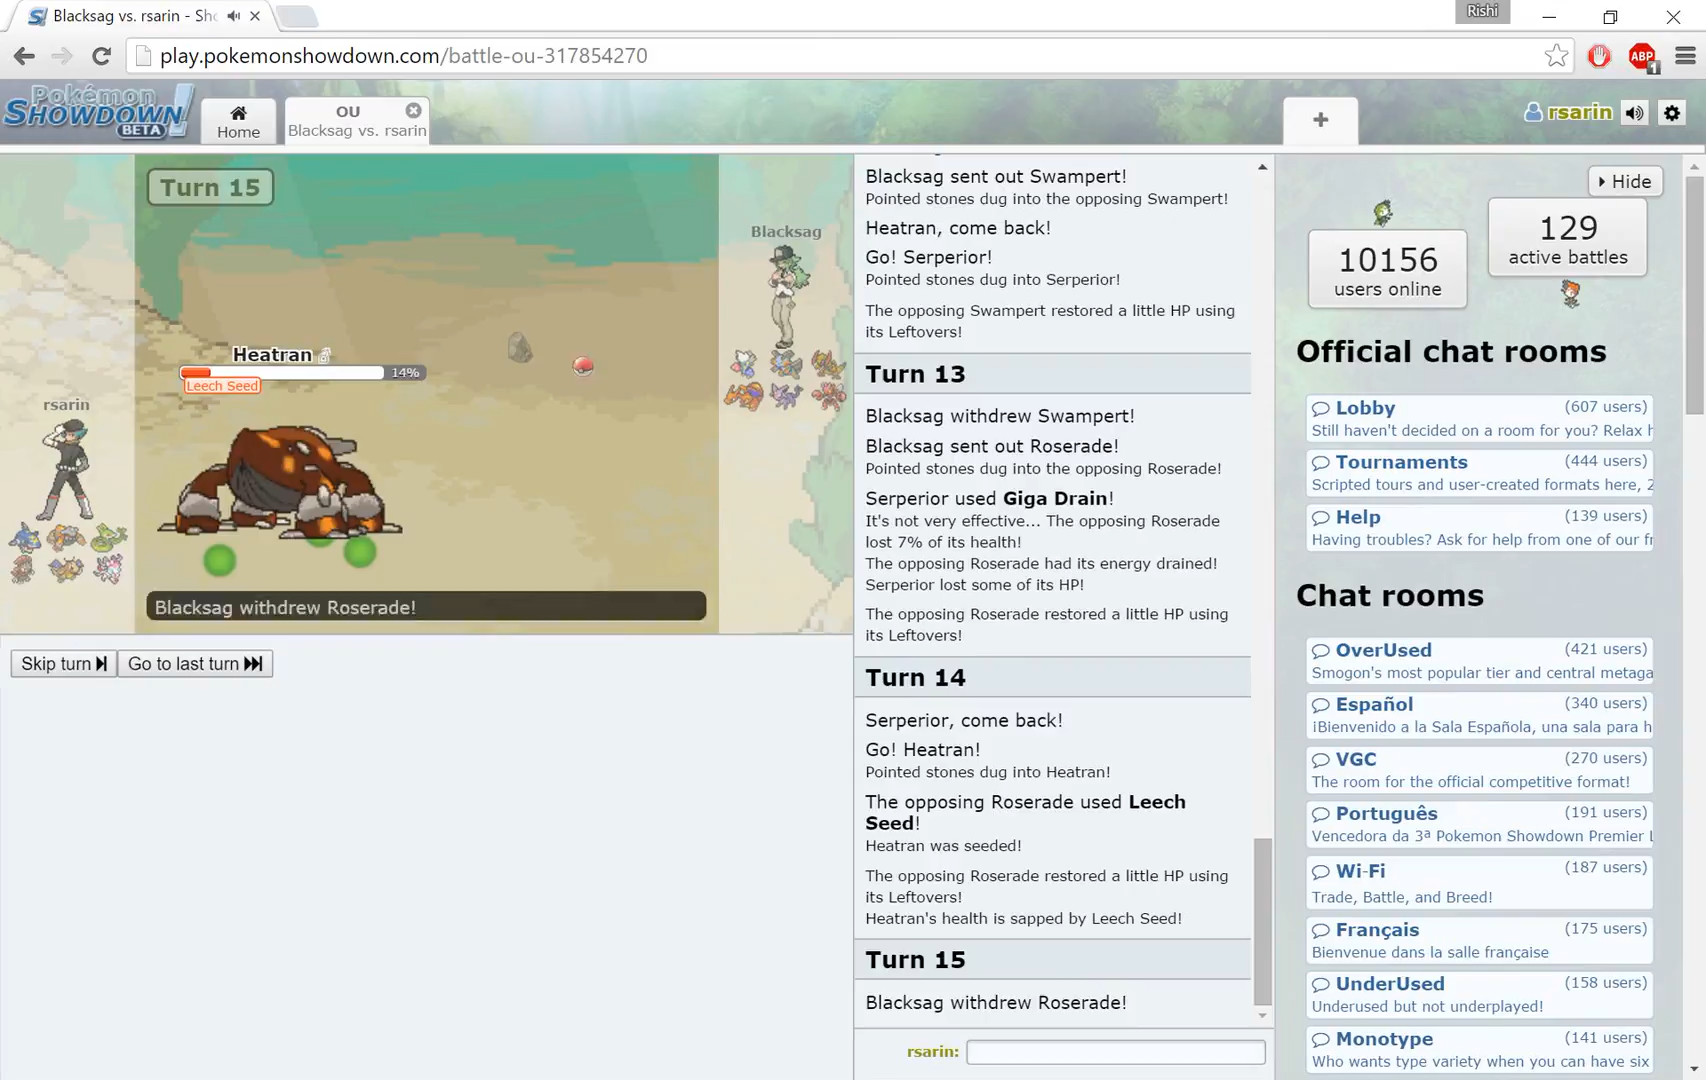 Blacksag vs. rsarin - Sho
Rishi
play.pokemonshowdown.com/battle-ou-317854270
ABP
1
Pokémon
SHOWDOWN!
BETA
Home
OU
Blacksag vs. rsarin
+
rsarin
Turn 15
Blacksag
Heatran
14%
Leech Seed
rsarin
Blacksag withdrew Roserade!
Skip turn
Go to last turn
Blacksag sent out Swampert!
Pointed stones dug into the opposing Swampert!
Heatran, come back!
Go! Serperior!
Pointed stones dug into Serperior!
The opposing Swampert restored a little HP using
its Leftovers!
Turn 13
Blacksag withdrew Swampert!
Blacksag sent out Roserade!
Pointed stones dug into the opposing Roserade!
Serperior used Giga Drain!
It's not very effective... The opposing Roserade
lost 7% of its health!
The opposing Roserade had its energy drained!
Serperior lost some of its HP!
The opposing Roserade restored a little HP using
its Leftovers!
Turn 14
Serperior, come back!
Go! Heatran!
Pointed stones dug into Heatran!
The opposing Roserade used Leech
Seed!
Heatran was seeded!
The opposing Roserade restored a little HP using
its Leftovers!
Heatran's health is sapped by Leech Seed!
Turn 15
Blacksag withdrew Roserade!
rsarin:
Hide
10156
users online
129
active battles
Official chat rooms
Lobby (607 users)
Still haven't decided on a room for you? Relax h
Tournaments (444 users)
Scripted tours and user-created formats here, 2
Help (139 users)
Having troubles? Ask for help from one of our fr
Chat rooms
OverUsed (421 users)
Smogon's most popular tier and central metaga
Español (340 users)
¡Bienvenido a la Sala Española, una sala para h
VGC (270 users)
The room for the official competitive format!
Português (191 users)
Vencedora da 3ª Pokemon Showdown Premier L
Wi-Fi (187 users)
Trade, Battle, and Breed!
Français (175 users)
Bienvenue dans la salle française
UnderUsed (158 users)
Underused but not underplayed!
Monotype (141 users)
Who wants type variety when you can have six